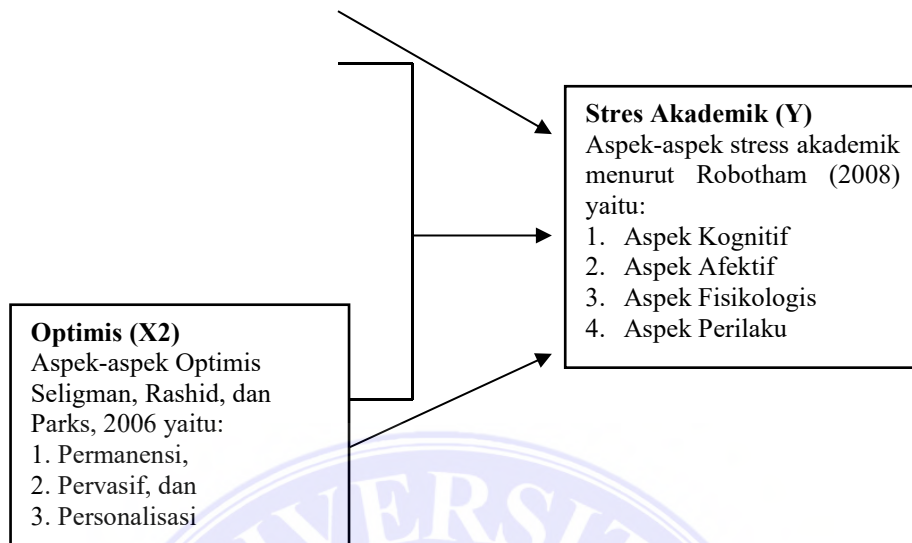 Stres Akademik (Y)
Aspek-aspek stress akademik
menurut Robotham (2008)
yaitu:
1. Aspek Kognitif
2. Aspek Afektif
3. Aspek Fisikologis
4. Aspek Perilaku
Optimis (X2)
Aspek-aspek Optimis
Seligman, Rashid, dan
Parks, 2006 yaitu:
1. Permanensi,
2. Pervasif, dan
3. Personalisasi